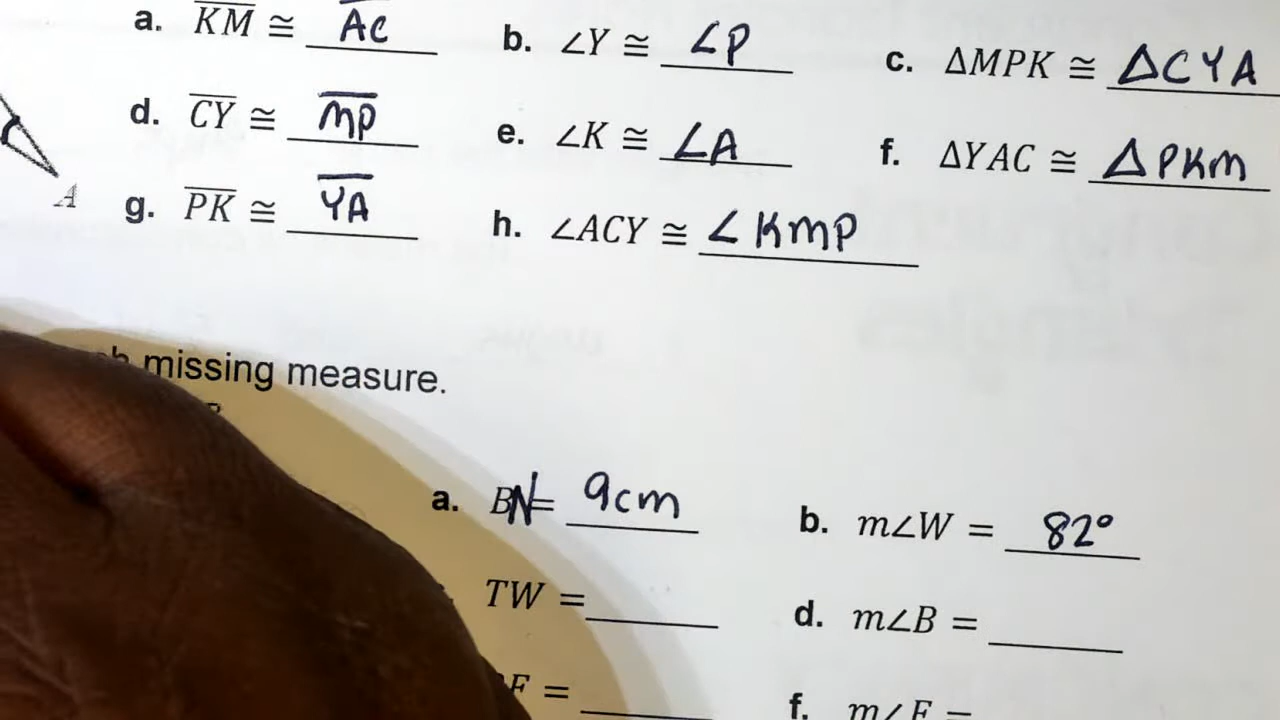 a. KM ≅ AC b. ∠Y ≅ ∠P c. ΔMPK ≅ ΔCYA
d. CY ≅ MP e. ∠K ≅ ∠A f. ΔYAC ≅ ΔPKM
A g. PK ≅ YA h. ∠ACY ≅ ∠KMP
missing measure.
a. BN = 9cm b. m∠W = 82°
TW = d. m∠B =
F = f. m∠F =